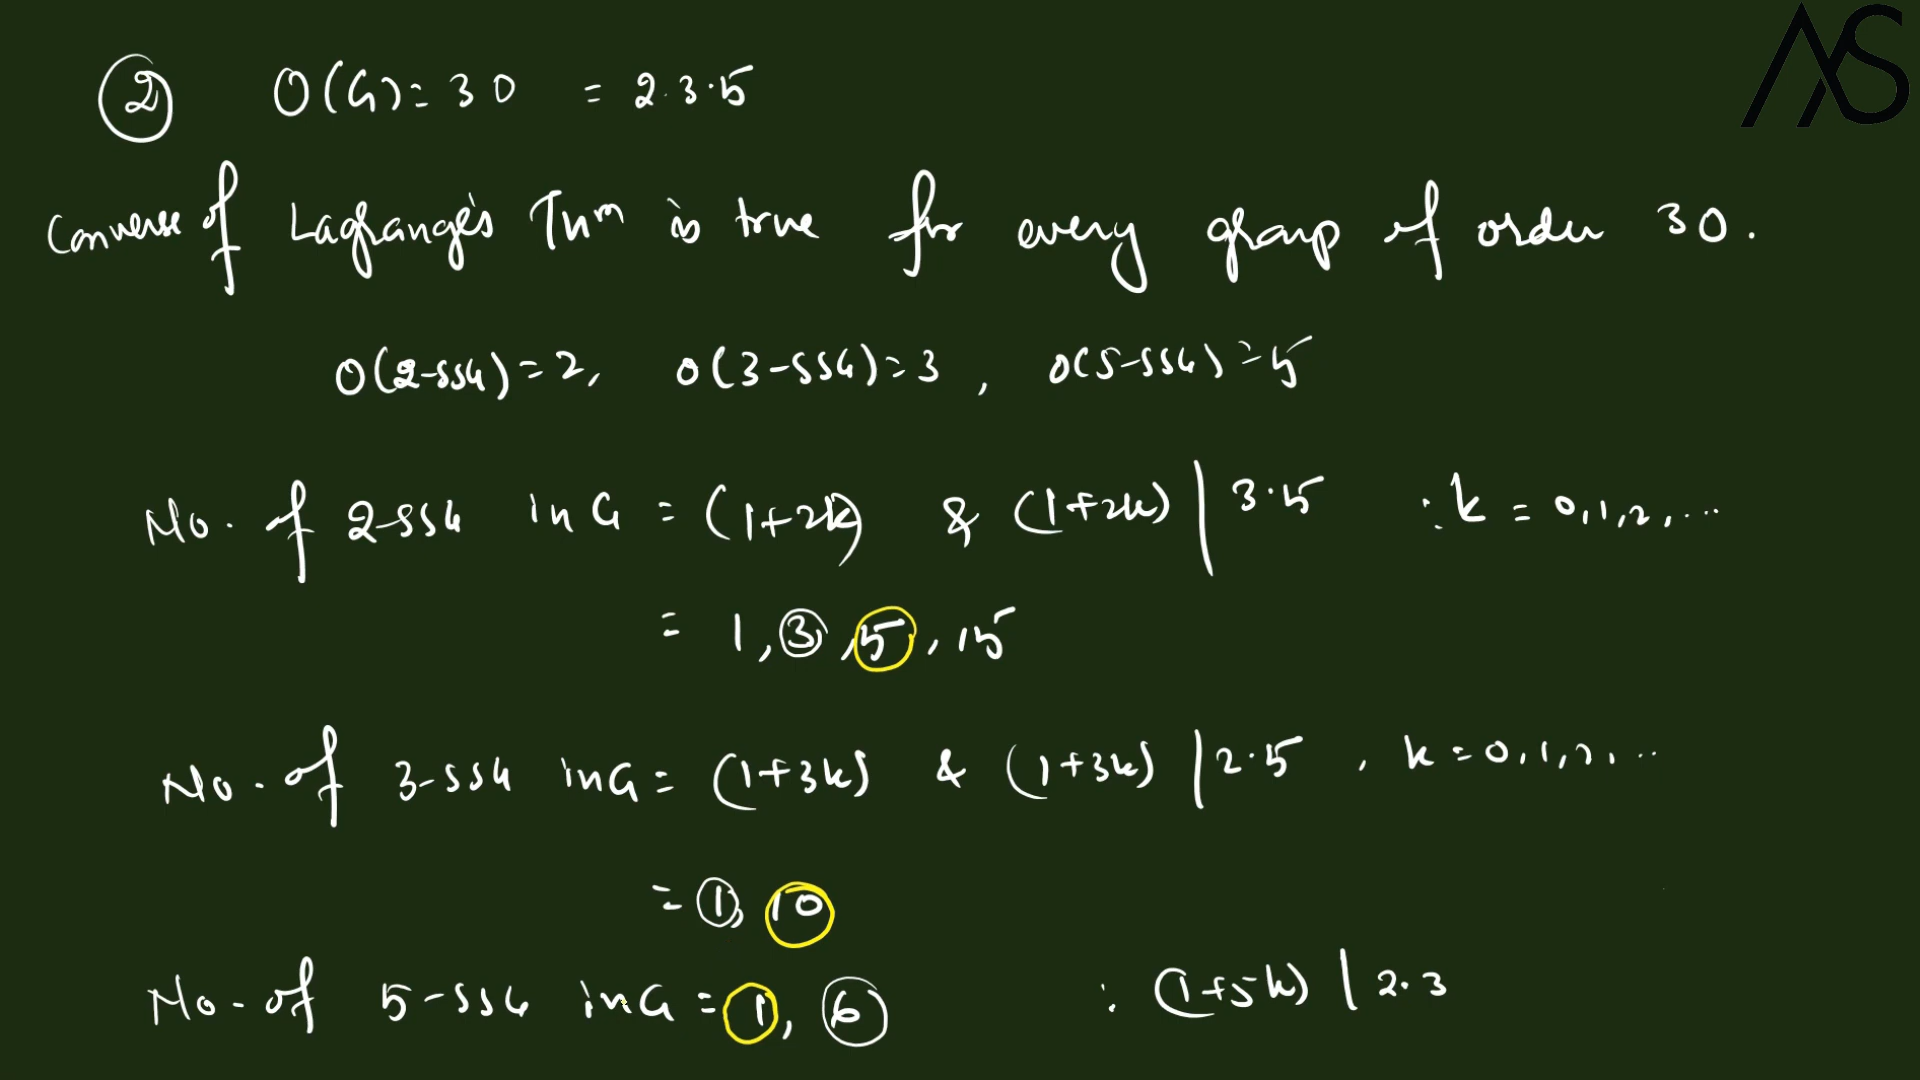 AS
② O(G) = 30 = 2.3.5
Converse of Lagrange's Thm is true for every group of order 30.
O(2-SSG) = 2, O(3-SSG) = 3, O(5-SSG) = 5
No. of 2-SSG in G = (1+2k) & (1+2k) | 3.5 ∵ k = 0,1,2,...
= 1, 3, 5, 15
No. of 3-SSG in G = (1+3k) & (1+3k) | 2.5, k = 0,1,2,..
= 1, 10
No. of 5-SSG in G = 1, 6 ∵ (1+5k) | 2.3